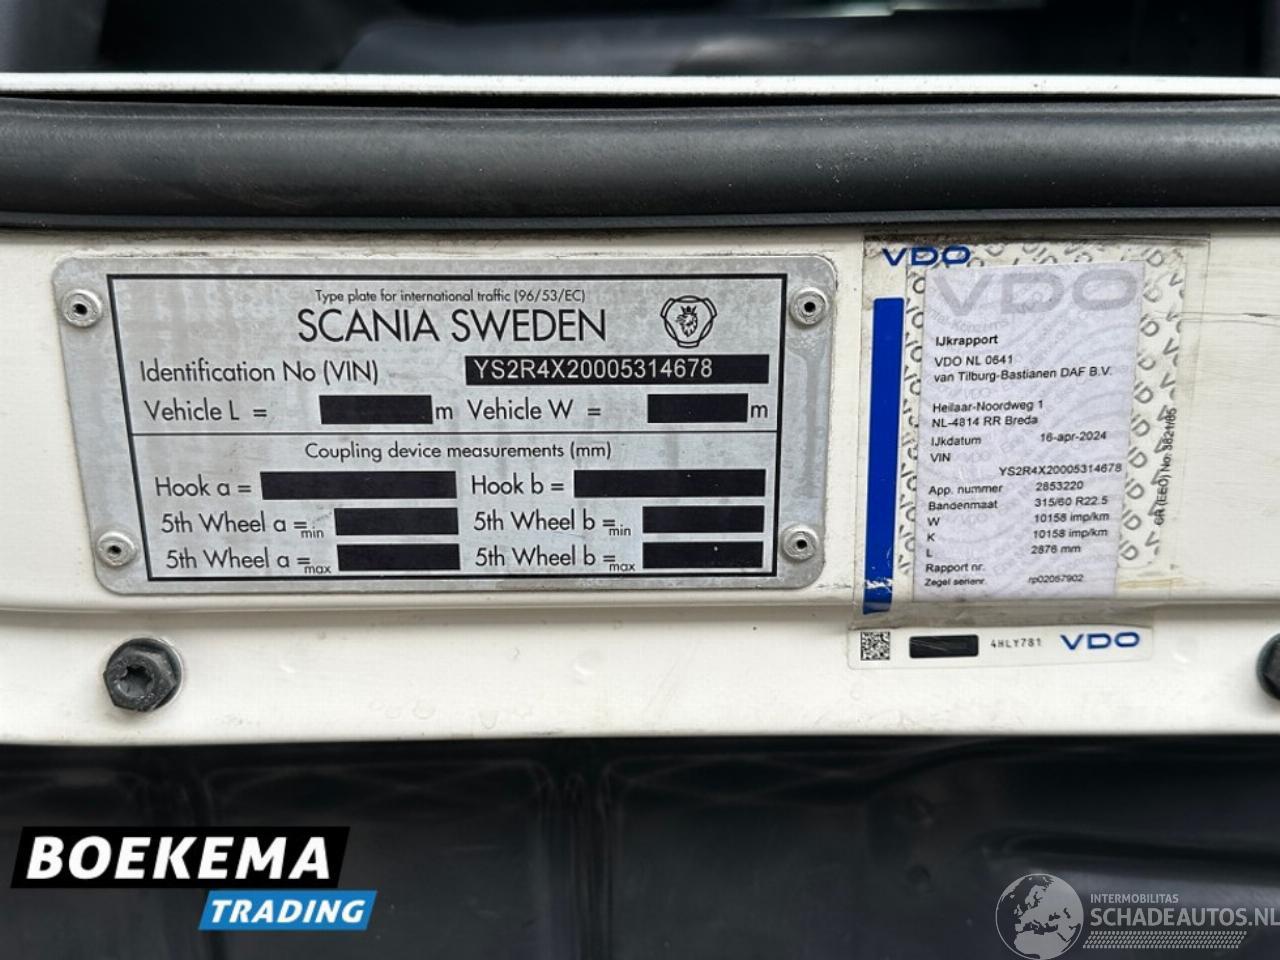 Type plate for international traffic (96/53/EC)
SCANIA SWEDEN
Identification No (VIN) YS2R4X20005314678
Vehicle L = m Vehicle W = m
Coupling device measurements (mm)
Hook a = Hook b =
5th Wheel a =min 5th Wheel b =min
5th Wheel a =max 5th Wheel b =max
VDO
VDO
IJkrapport
VDO NL 0641
van Tilburg-Bastianen DAF B.V.
Heilaar-Noordweg 1
NL-4814 RR Breda
IJkdatum 16-apr-2024
VIN
YS2R4X20005314678
App. nummer 2853220
Bandenmaat 315/60 R22.5
W 10158 imp/km
K 10158 imp/km
L 2876 mm
Rapport nr.
Zegel serienr. rp02057902
4HLY781 VDO
BOEKEMA
TRADING
INTERMOBILITAS
SCHADEAUTOS.NL